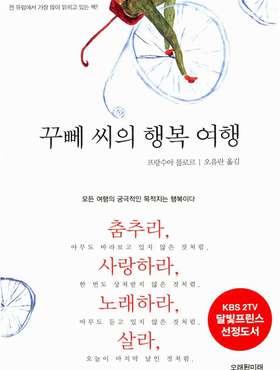 전 유럽에서 가장 많이 읽히고 있는 책!
꾸뻬 씨의 행복 여행
프랑수아 를로르 | 오유란 옮김
모든 여행의 궁극적인 목적지는 행복이다
춤추라,
아무도 바라보고 있지 않은 것처럼.
사랑하라,
한 번도 상처받지 않은 것처럼.
노래하라,
아무도 듣고 있지 않은 것처럼.
살라,
오늘이 마지막 날인 것처럼.
KBS 2TV
달빛프린스
선정도서
오래된미래